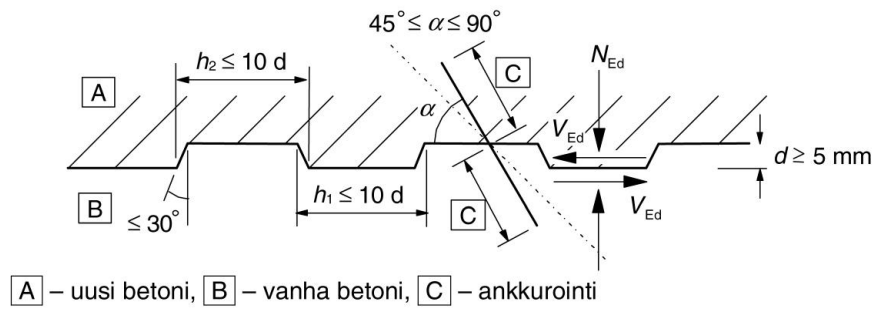 45° ≤ α ≤ 90°
h₂ ≤ 10 d
C
N_Ed
A
α
V_Ed
d ≥ 5 mm
B
≤ 30°
h₁ ≤ 10 d
C
V_Ed
A – uusi betoni, B – vanha betoni, C – ankkurointi